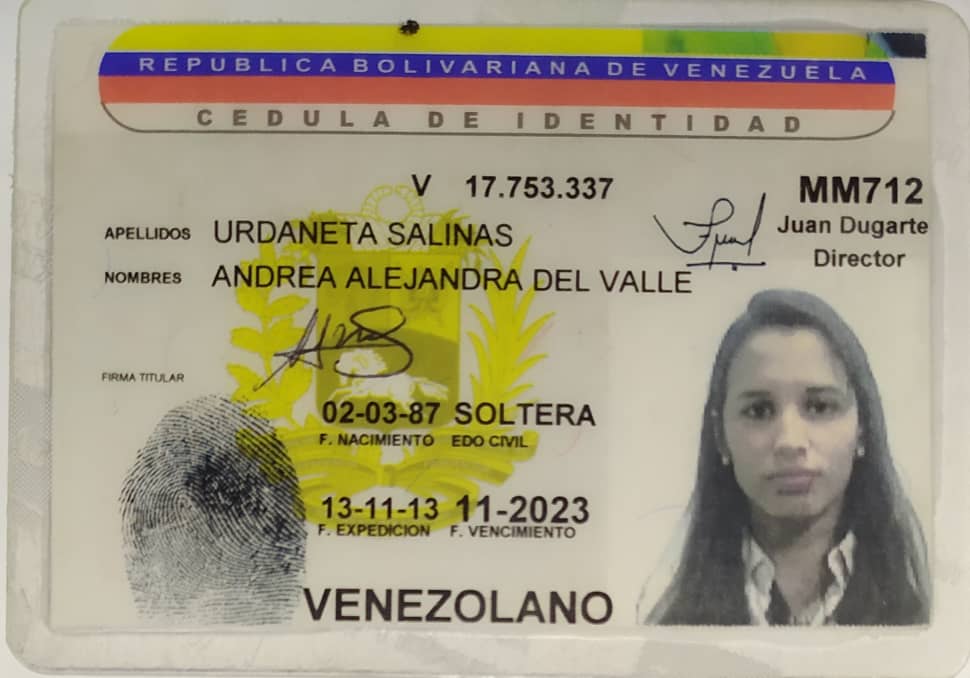 REPUBLICA BOLIVARIANA DE VENEZUELA
CEDULA DE IDENTIDAD
V 17.753.337
MM712
Juan Dugarte
Director
APELLIDOS URDANETA SALINAS
NOMBRES ANDREA ALEJANDRA DEL VALLE
FIRMA TITULAR
02-03-87 SOLTERA
F. NACIMIENTO EDO CIVIL
13-11-13 11-2023
F. EXPEDICION F. VENCIMIENTO
VENEZOLANO